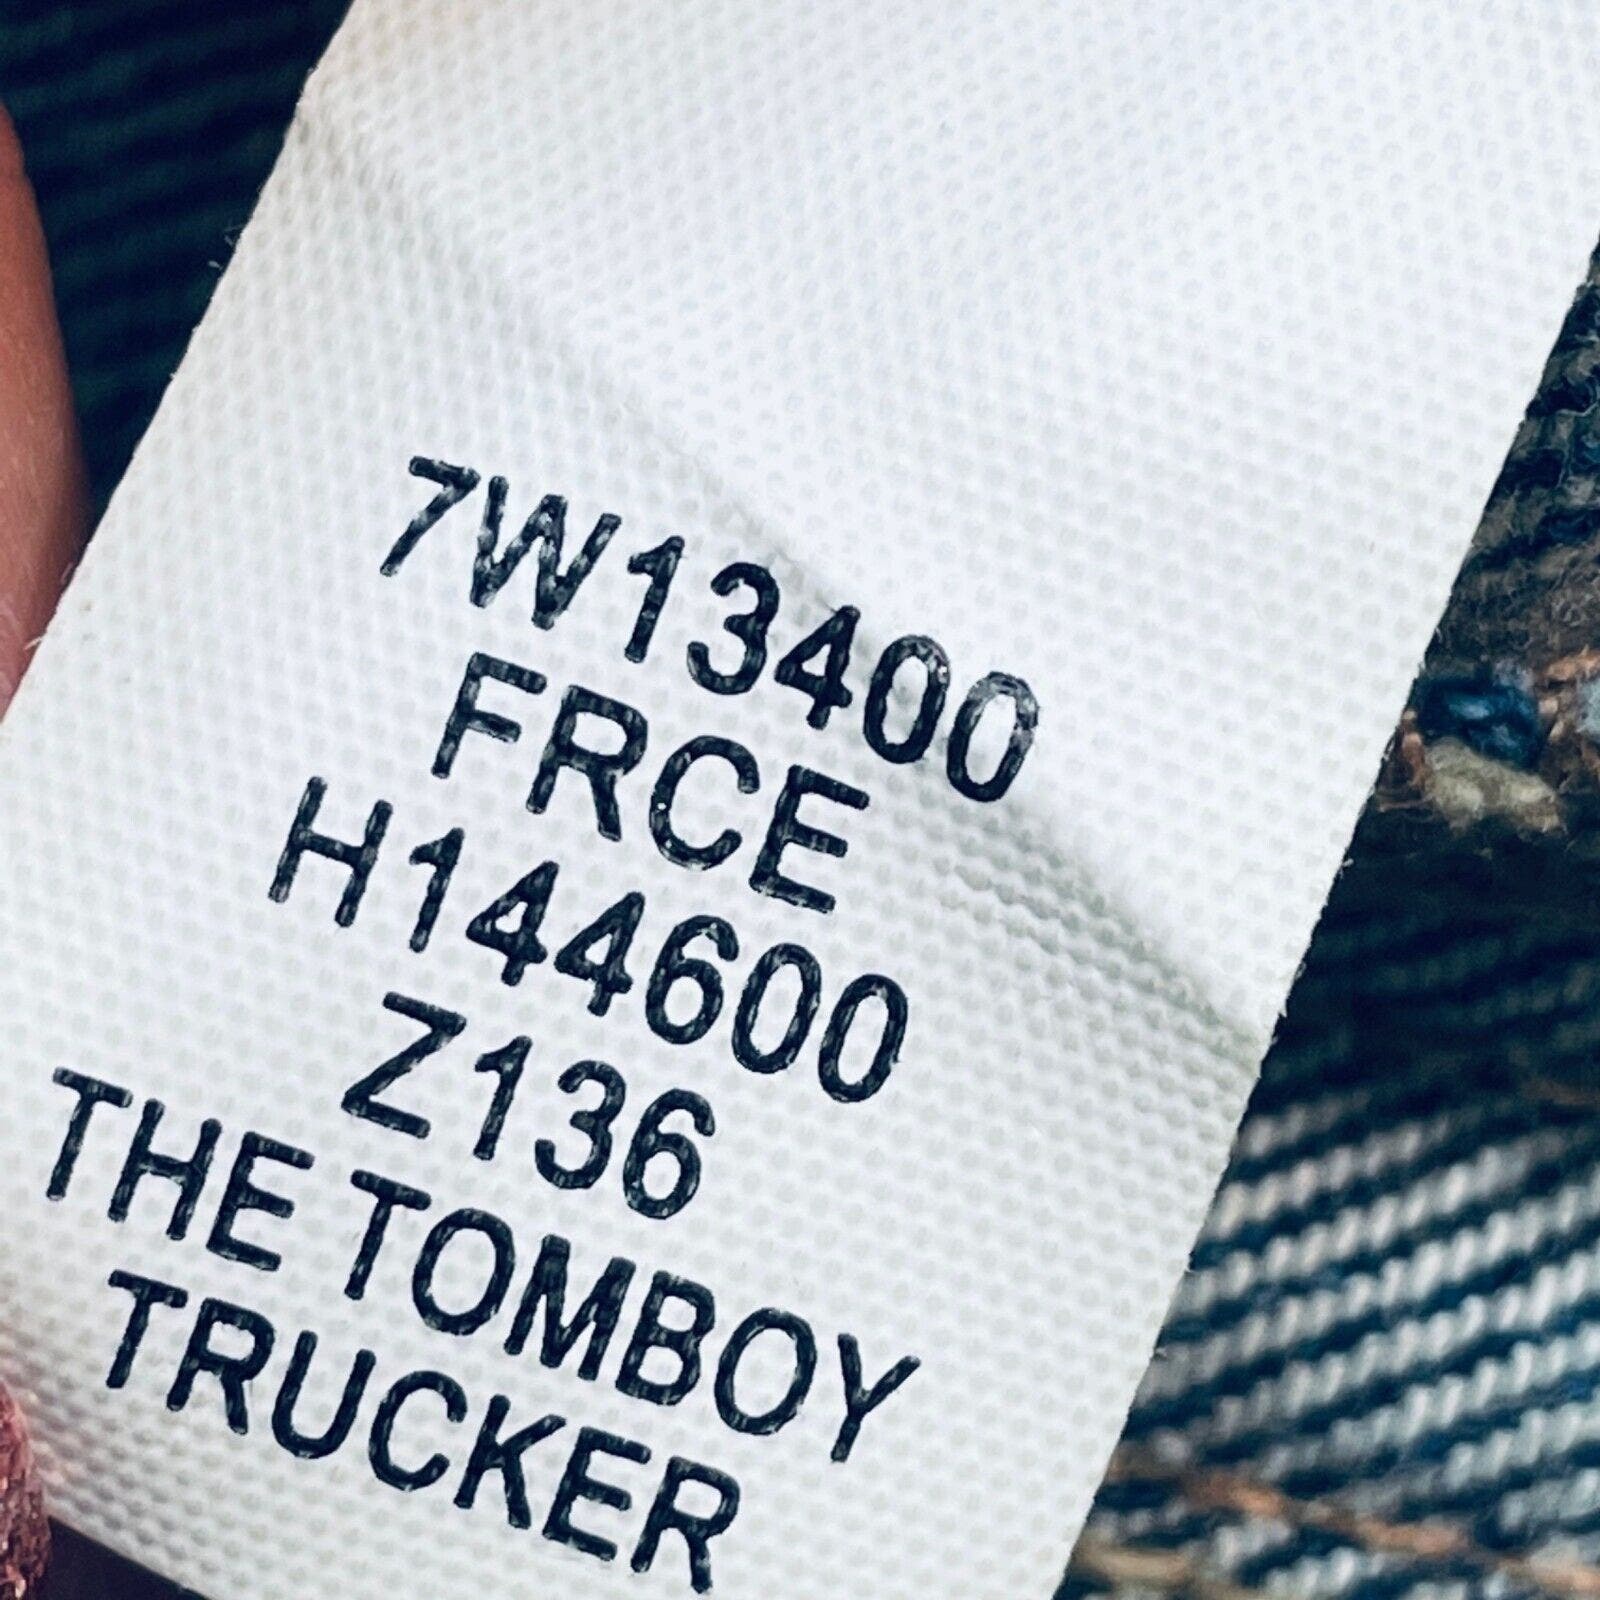 7W13400
FRCE
H144600
Z136
THE TOMBOY
TRUCKER